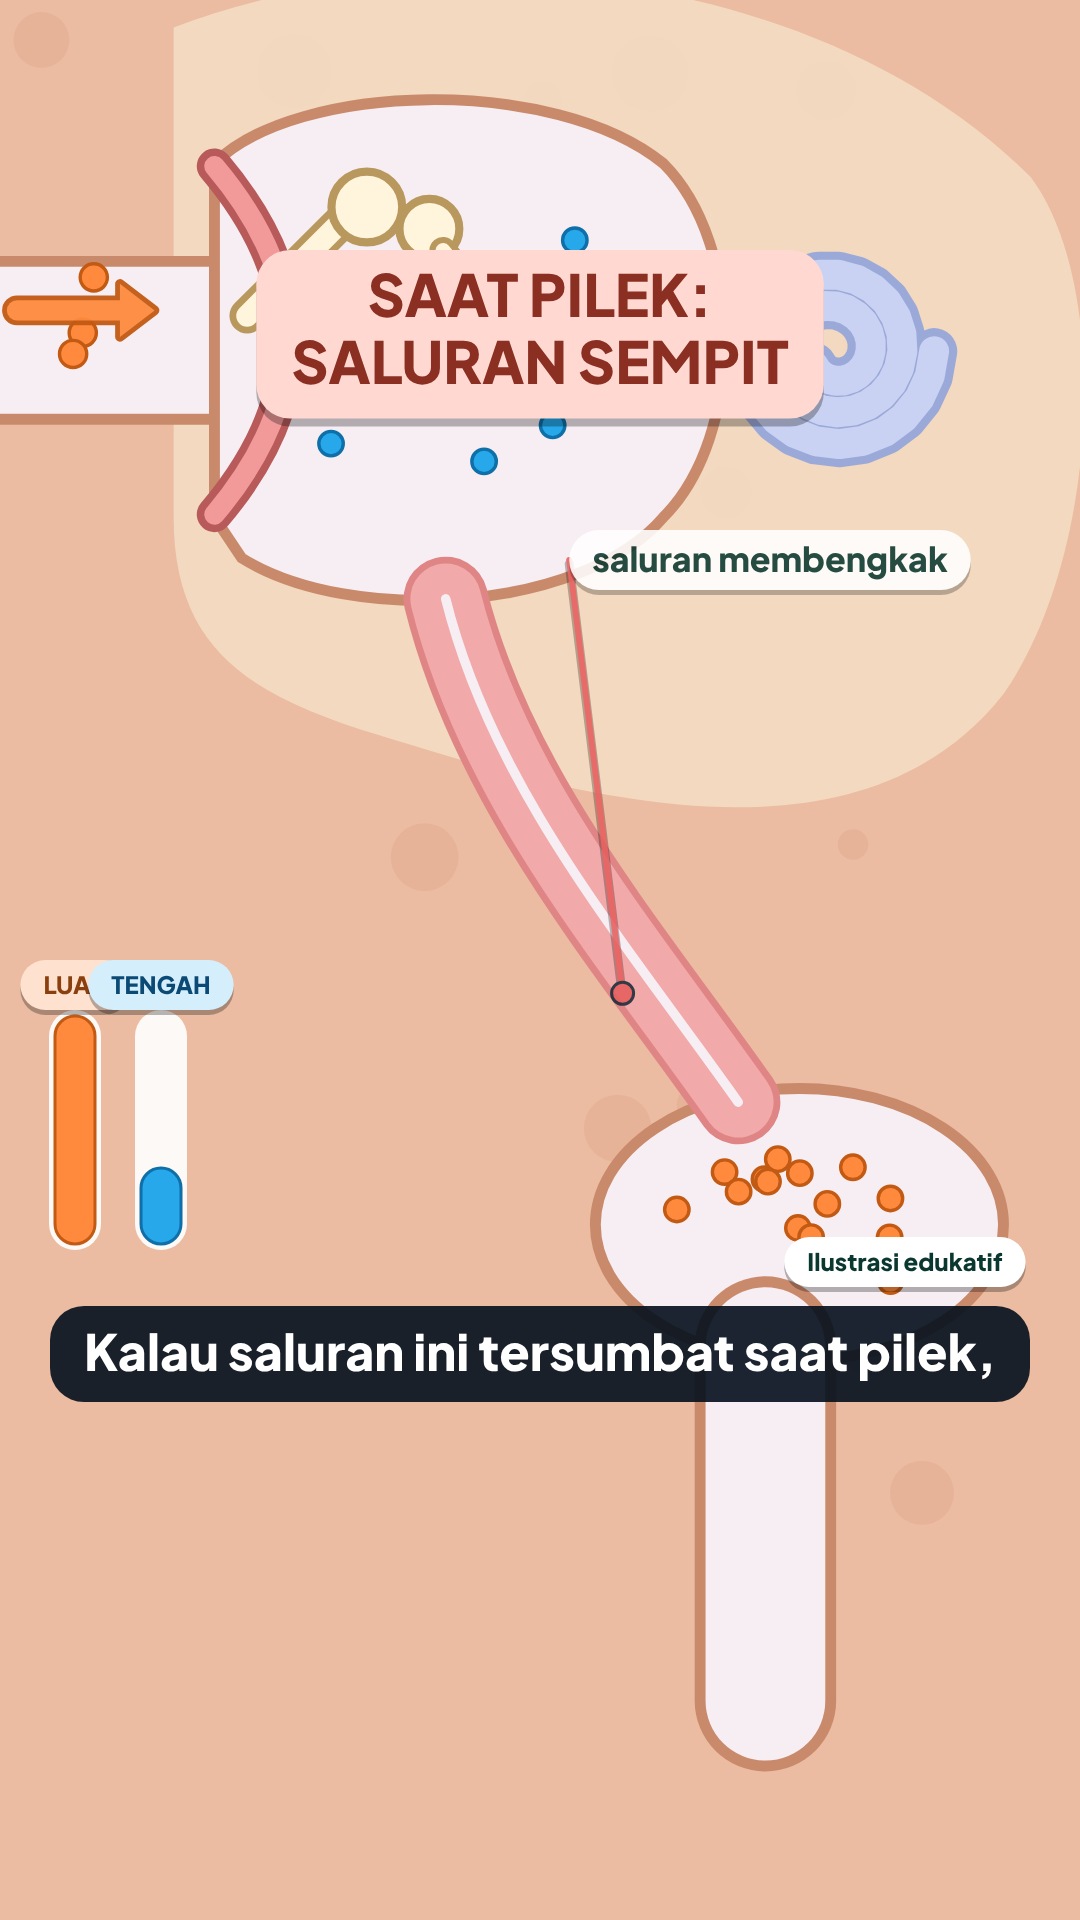 SAAT PILEK:
SALURAN SEMPIT
saluran membengkak
LUA
TENGAH
Ilustrasi edukatif
Kalau saluran ini tersumbat saat pilek,